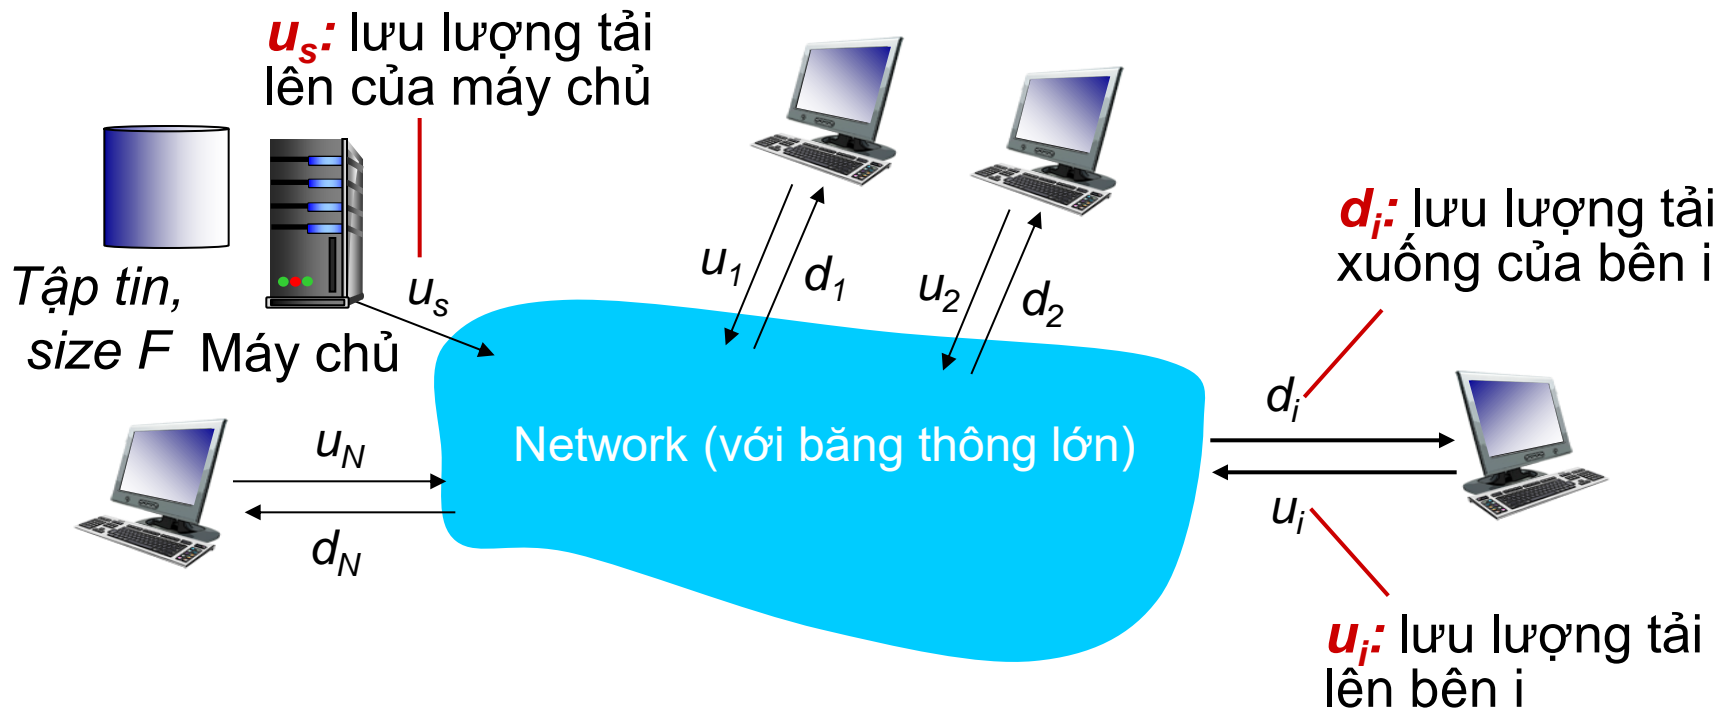 us: lưu lượng tải
lên của máy chủ
Tập tin,
size F
Máy chủ
us
u1
d1
u2
d2
di: lưu lượng tải
xuống của bên i
di
ui
uN
dN
Network (với băng thông lớn)
ui: lưu lượng tải
lên bên i